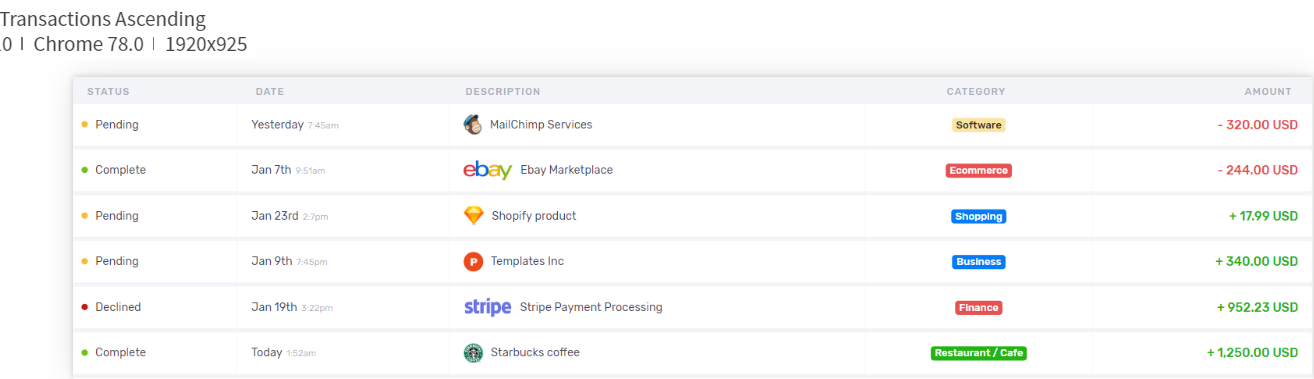 Transactions Ascending
.0 | Chrome 78.0 | 1920x925
STATUS DATE DESCRIPTION CATEGORY AMOUNT
Pending Yesterday 7:45am MailChimp Services Software - 320.00 USD
Complete Jan 7th 9:51am ebay Ebay Marketplace Ecommerce - 244.00 USD
Pending Jan 23rd 2:7pm Shopify product Shopping + 17.99 USD
Pending Jan 9th 7:45pm P Templates Inc Business + 340.00 USD
Declined Jan 19th 3:22pm stripe Stripe Payment Processing Finance + 952.23 USD
Complete Today 1:52am Starbucks coffee Restaurant / Cafe + 1,250.00 USD